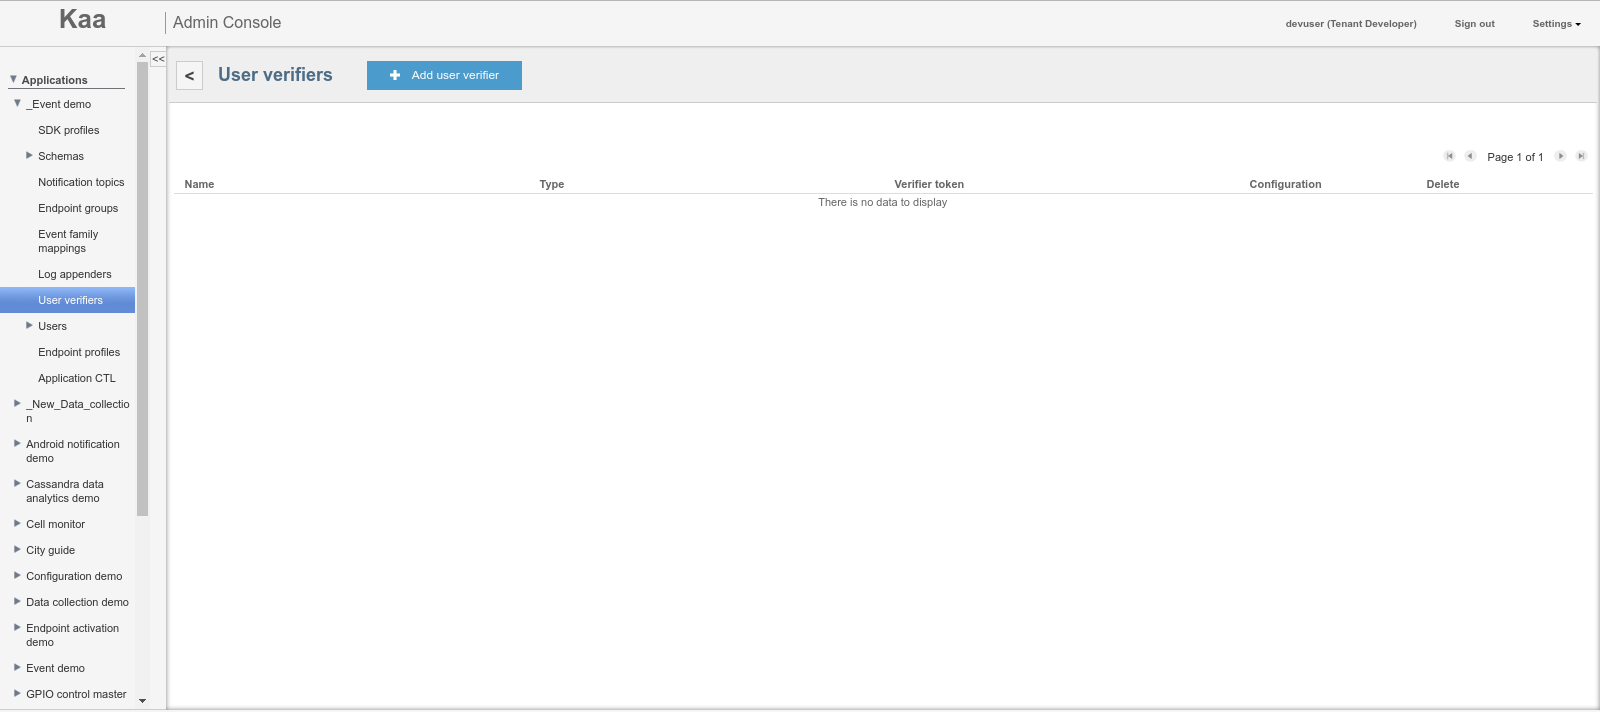 Kaa
Admin Console
devuser (Tenant Developer)
Sign out
Settings
<<
Applications
_Event demo
SDK profiles
Schemas
Notification topics
Endpoint groups
Event family
mappings
Log appenders
User verifiers
Users
Endpoint profiles
Application CTL
_New_Data_collectio
n
Android notification
demo
Cassandra data
analytics demo
Cell monitor
City guide
Configuration demo
Data collection demo
Endpoint activation
demo
Event demo
GPIO control master
<
User verifiers
+ Add user verifier
Page 1 of 1
Name Type Verifier token Configuration Delete
There is no data to display